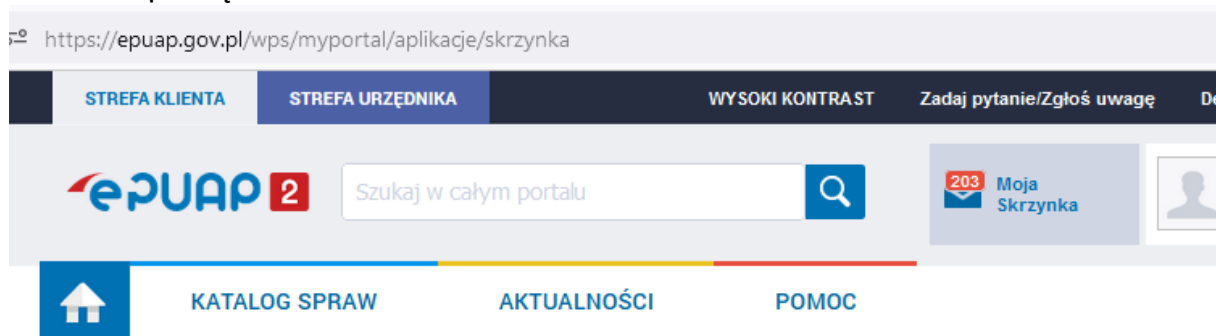 https://epuap.gov.pl/wps/myportal/aplikacje/skrzynka
STREFA KLIENTA STREFA URZĘDNIKA WYSOKI KONTRAST Zadaj pytanie/Zgłoś uwagę
epuap 2 Szukaj w całym portalu 203 Moja
Skrzynka
KATALOG SPRAW AKTUALNOŚCI POMOC